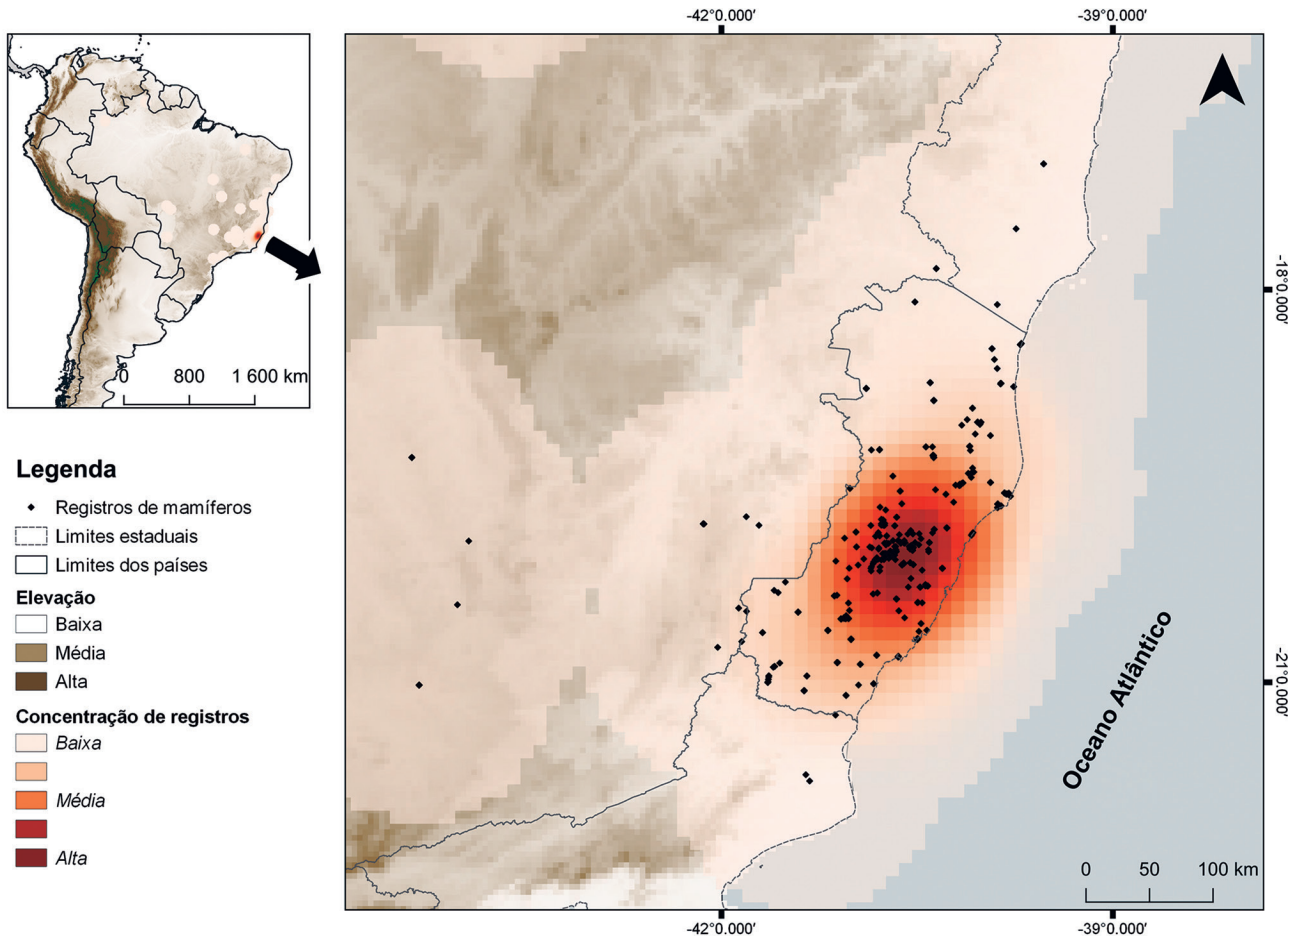 -42°0.000′
-39°0.000′
0
800
1 600 km
-18°0.000′
Legenda
Registros de mamíferos
Limites estaduais
Limites dos países
Elevação
Baixa
Média
Alta
Concentração de registros
Baixa
Média
Alta
-21°0.000′
Oceano Atlântico
0
50
100 km
-42°0.000′
-39°0.000′